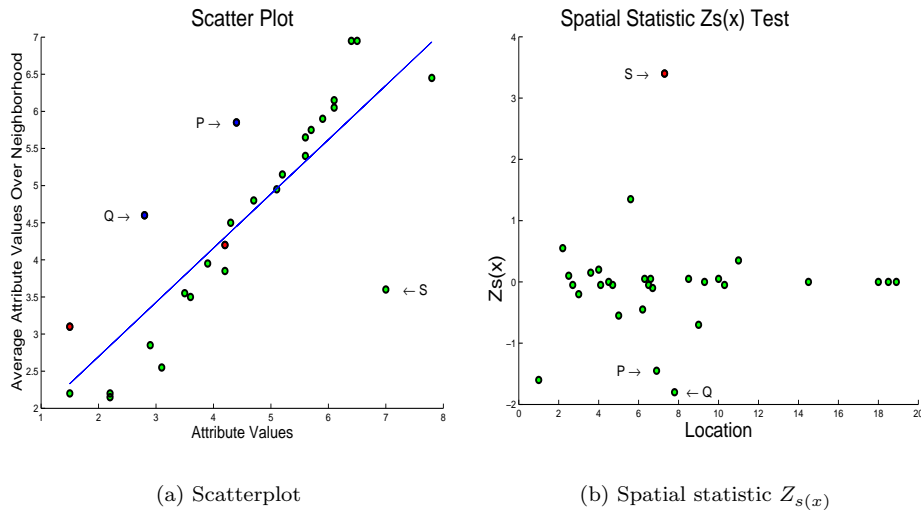 Scatter Plot
Average Attribute Values Over Neighborhood
7
6.5
6
5.5
5
4.5
4
3.5
3
2.5
2
P →
Q →
← S
1 2 3 4 5 6 7 8
Attribute Values
(a) Scatterplot
Spatial Statistic Zs(x) Test
Zs(x)
4
3
2
1
0
−1
−2
S →
P →
← Q
0 2 4 6 8 10 12 14 16 18 20
Location
(b) Spatial statistic Z_{s(x)}